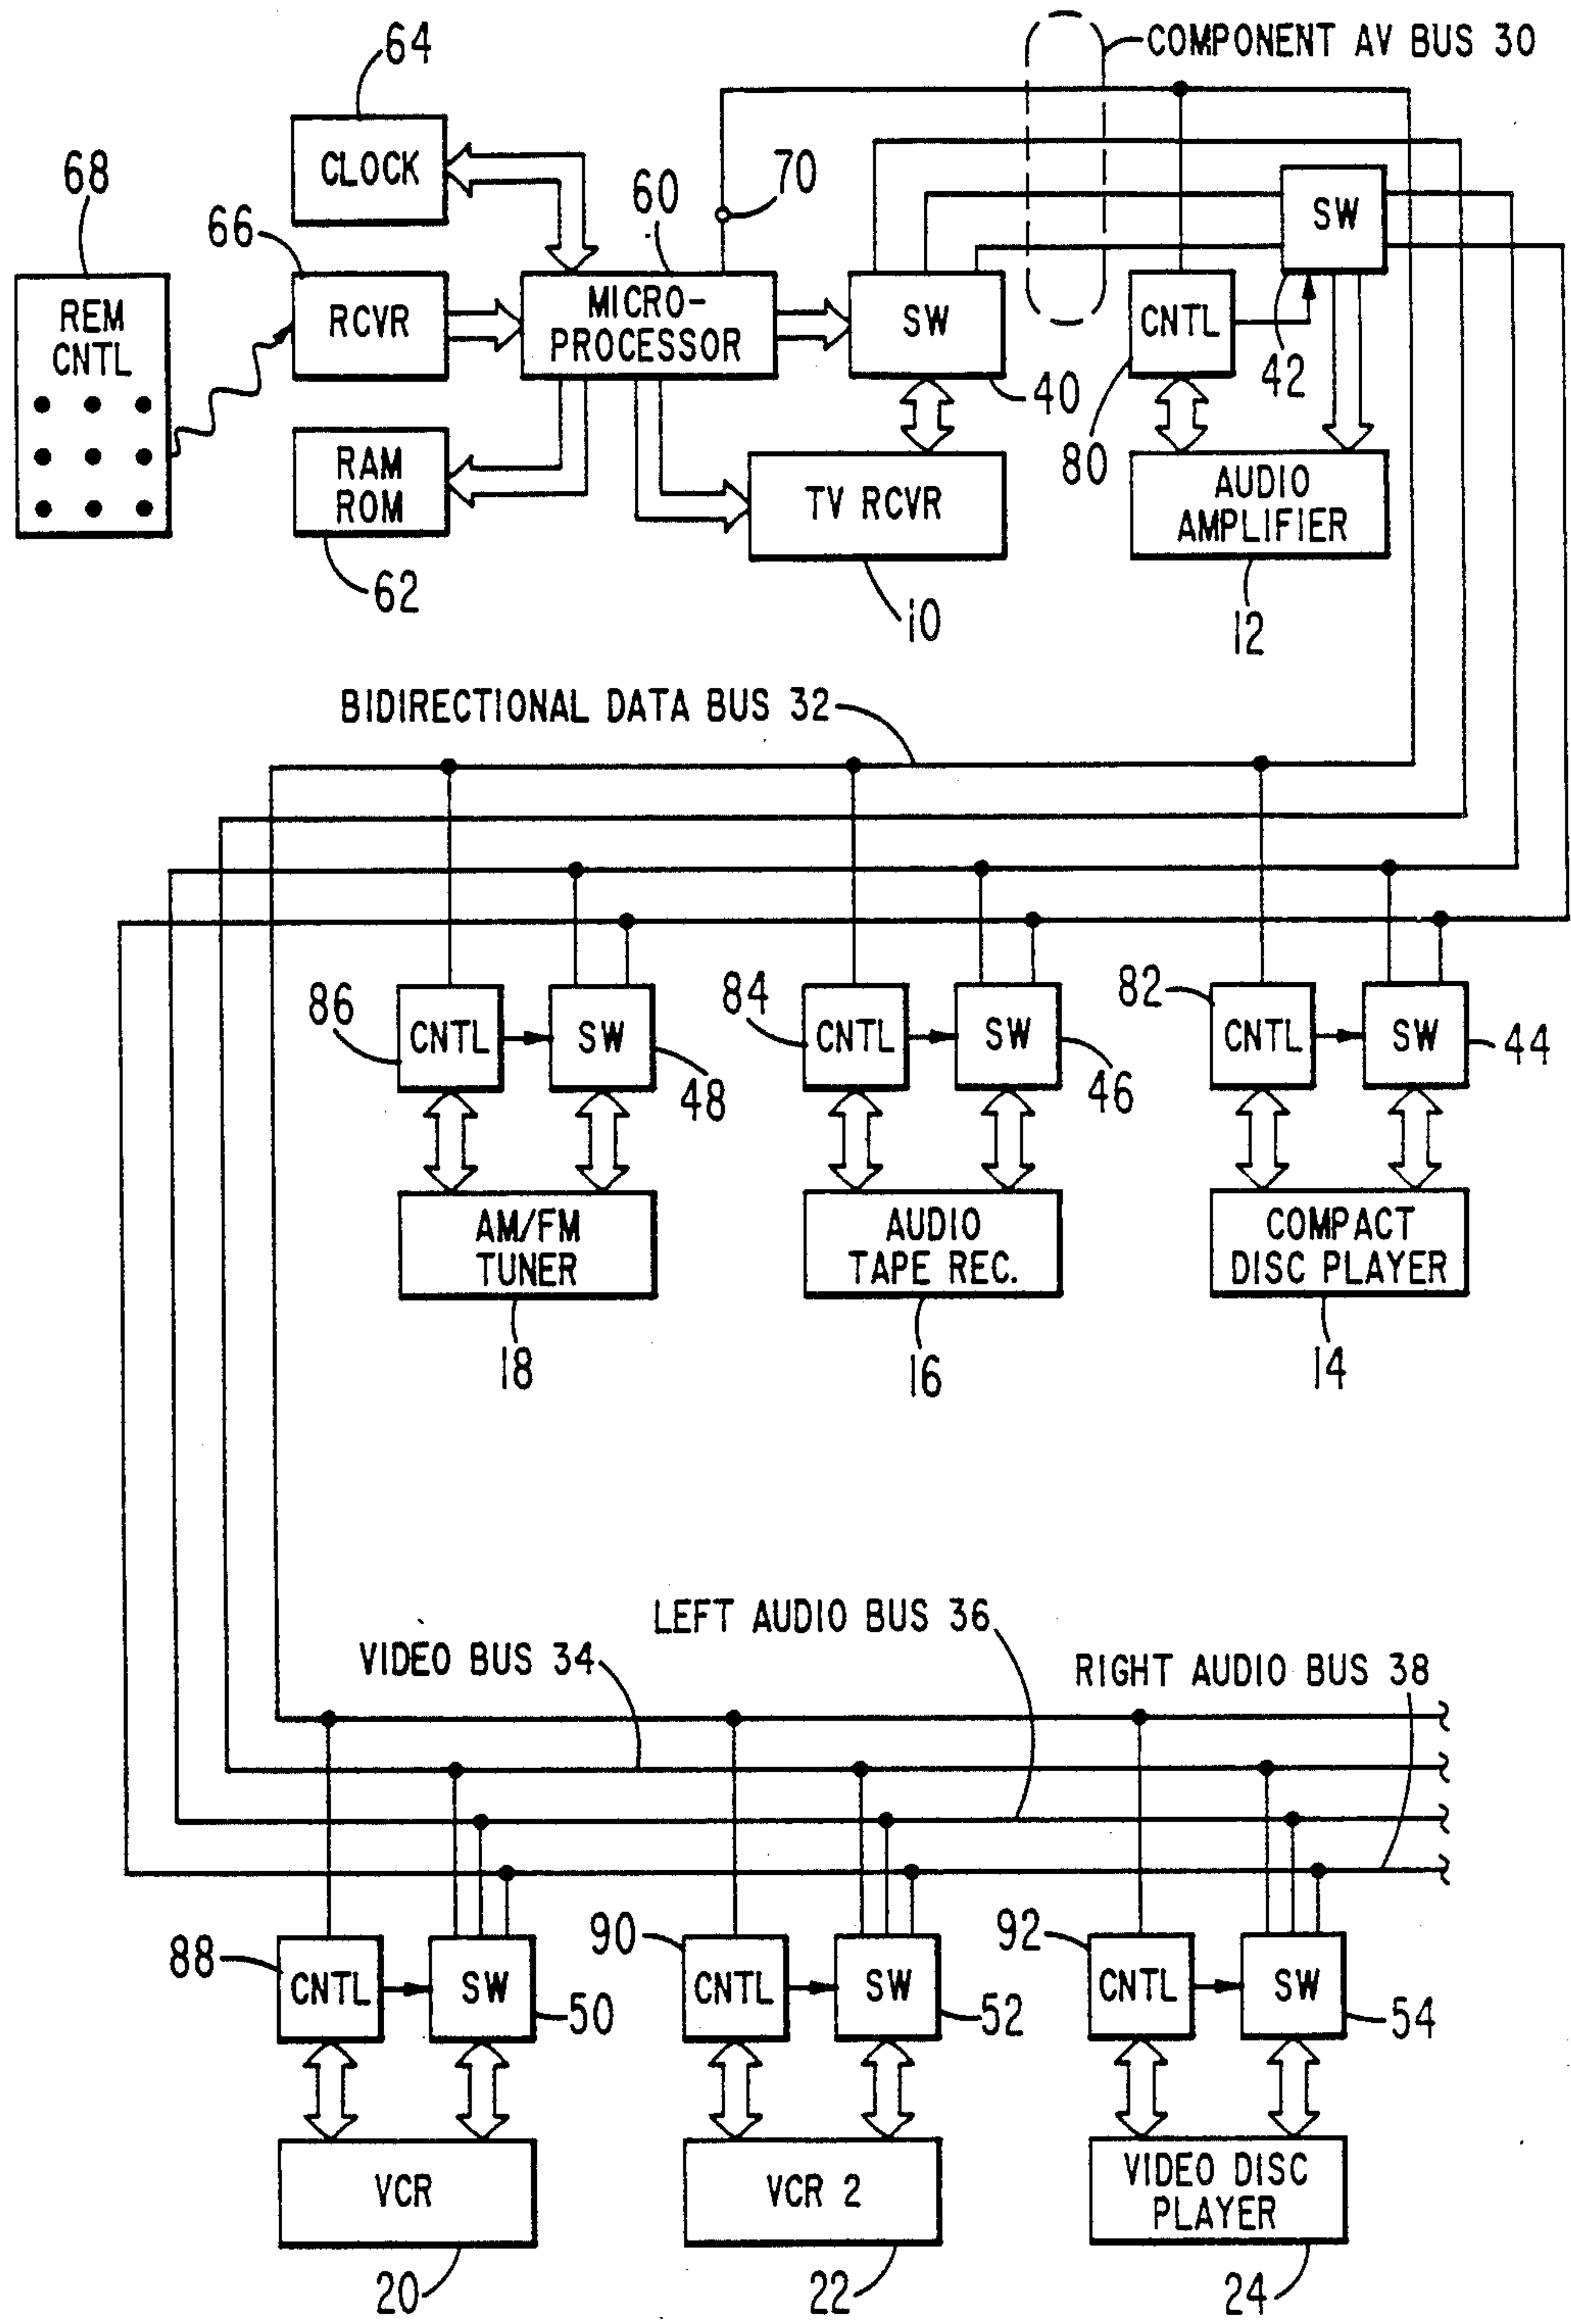 64
COMPONENT AV BUS 30
68
CLOCK
60
70
66
SW
REM
CNTL
RCVR
MICRO-
PROCESSOR
SW
CNTL
42
40
80
RAM
ROM
TV RCVR
AUDIO
AMPLIFIER
62
10
12
BIDIRECTIONAL DATA BUS 32
86
84
82
CNTL
SW
CNTL
SW
CNTL
SW
44
48
46
AM/FM
TUNER
AUDIO
TAPE REC.
COMPACT
DISC PLAYER
18
16
14
LEFT AUDIO BUS 36
VIDEO BUS 34
RIGHT AUDIO BUS 38
88
90
92
CNTL
SW
CNTL
SW
CNTL
SW
50
52
54
VCR
VCR 2
VIDEO DISC
PLAYER
20
22
24